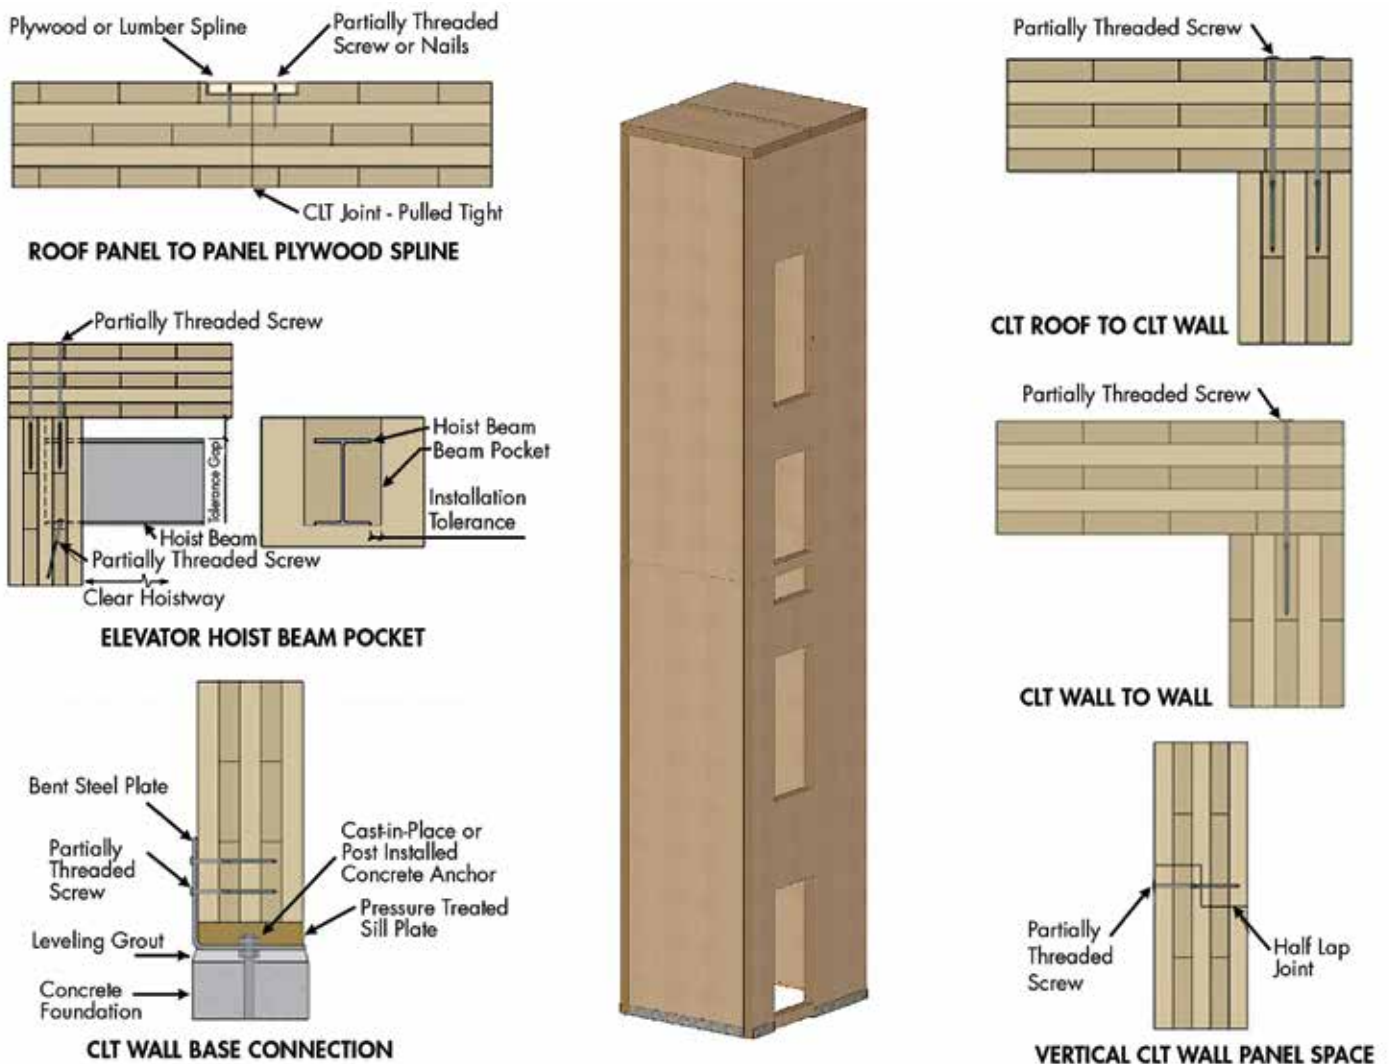 Plywood or Lumber Spline
Partially Threaded
Screw or Nails
CLT Joint - Pulled Tight
ROOF PANEL TO PANEL PLYWOOD SPLINE
Partially Threaded Screw
Tolerance Gap
Hoist Beam
Partially Threaded Screw
Clear Hoistway
Hoist Beam
Beam Pocket
Installation
Tolerance
ELEVATOR HOIST BEAM POCKET
Bent Steel Plate
Partially
Threaded
Screw
Leveling Grout
Concrete
Foundation
Cast-in-Place or
Post Installed
Concrete Anchor
Pressure Treated
Sill Plate
CLT WALL BASE CONNECTION
Partially Threaded Screw
CLT ROOF TO CLT WALL
Partially Threaded Screw
CLT WALL TO WALL
Partially
Threaded
Screw
Half Lap
Joint
VERTICAL CLT WALL PANEL SPACE